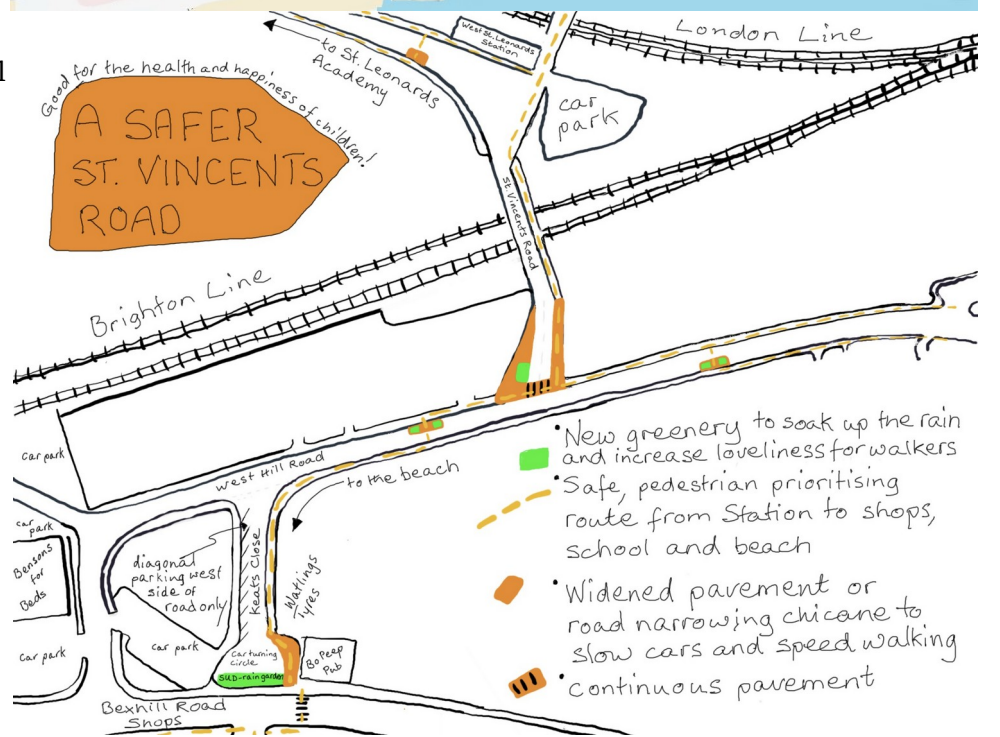 London Line
West St. Leonards
Station
to St. Leonards
Academy
l
Good for the health and happiness of children!
A SAFER
ST. VINCENTS
ROAD
car
park
St. Vincents Road
Brighton Line
car park
West Hill Road
to the beach
New greenery to soak up the rain
and increase loveliness for walkers
Safe, pedestrian prioritising
route from Station to shops,
school and beach
Widened pavement or
road narrowing chicane to
slow cars and speed walking
continuous pavement
car
park
Bensons
for
Beds
diagonal
parking west
side of
road only
Keats Close
Watlings
Tyres
car park
car park
Car turning
circle
SUD-raingarden
Bo Peep
Pub
Bexhill Road
Shops